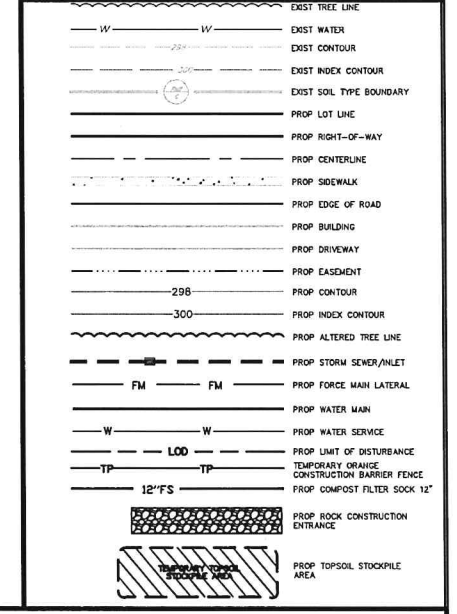 EXIST TREE LINE
W W EXIST WATER
298 EXIST CONTOUR
300 EXIST INDEX CONTOUR
EXIST SOIL TYPE BOUNDARY
PROP LOT LINE
PROP RIGHT-OF-WAY
PROP CENTERLINE
PROP SIDEWALK
PROP EDGE OF ROAD
PROP BUILDING
PROP DRIVEWAY
PROP EASEMENT
298 PROP CONTOUR
300 PROP INDEX CONTOUR
PROP ALTERED TREE LINE
PROP STORM SEWER/INLET
FM FM PROP FORCE MAIN LATERAL
PROP WATER MAIN
W W PROP WATER SERVICE
LOD PROP LIMIT OF DISTURBANCE
TP TP TEMPORARY ORANGE
CONSTRUCTION BARRIER FENCE
12"FS PROP COMPOST FILTER SOCK 12"
PROP ROCK CONSTRUCTION
ENTRANCE
TEMPORARY TOPSOIL
STOCKPILE AREA
PROP TOPSOIL STOCKPILE
AREA